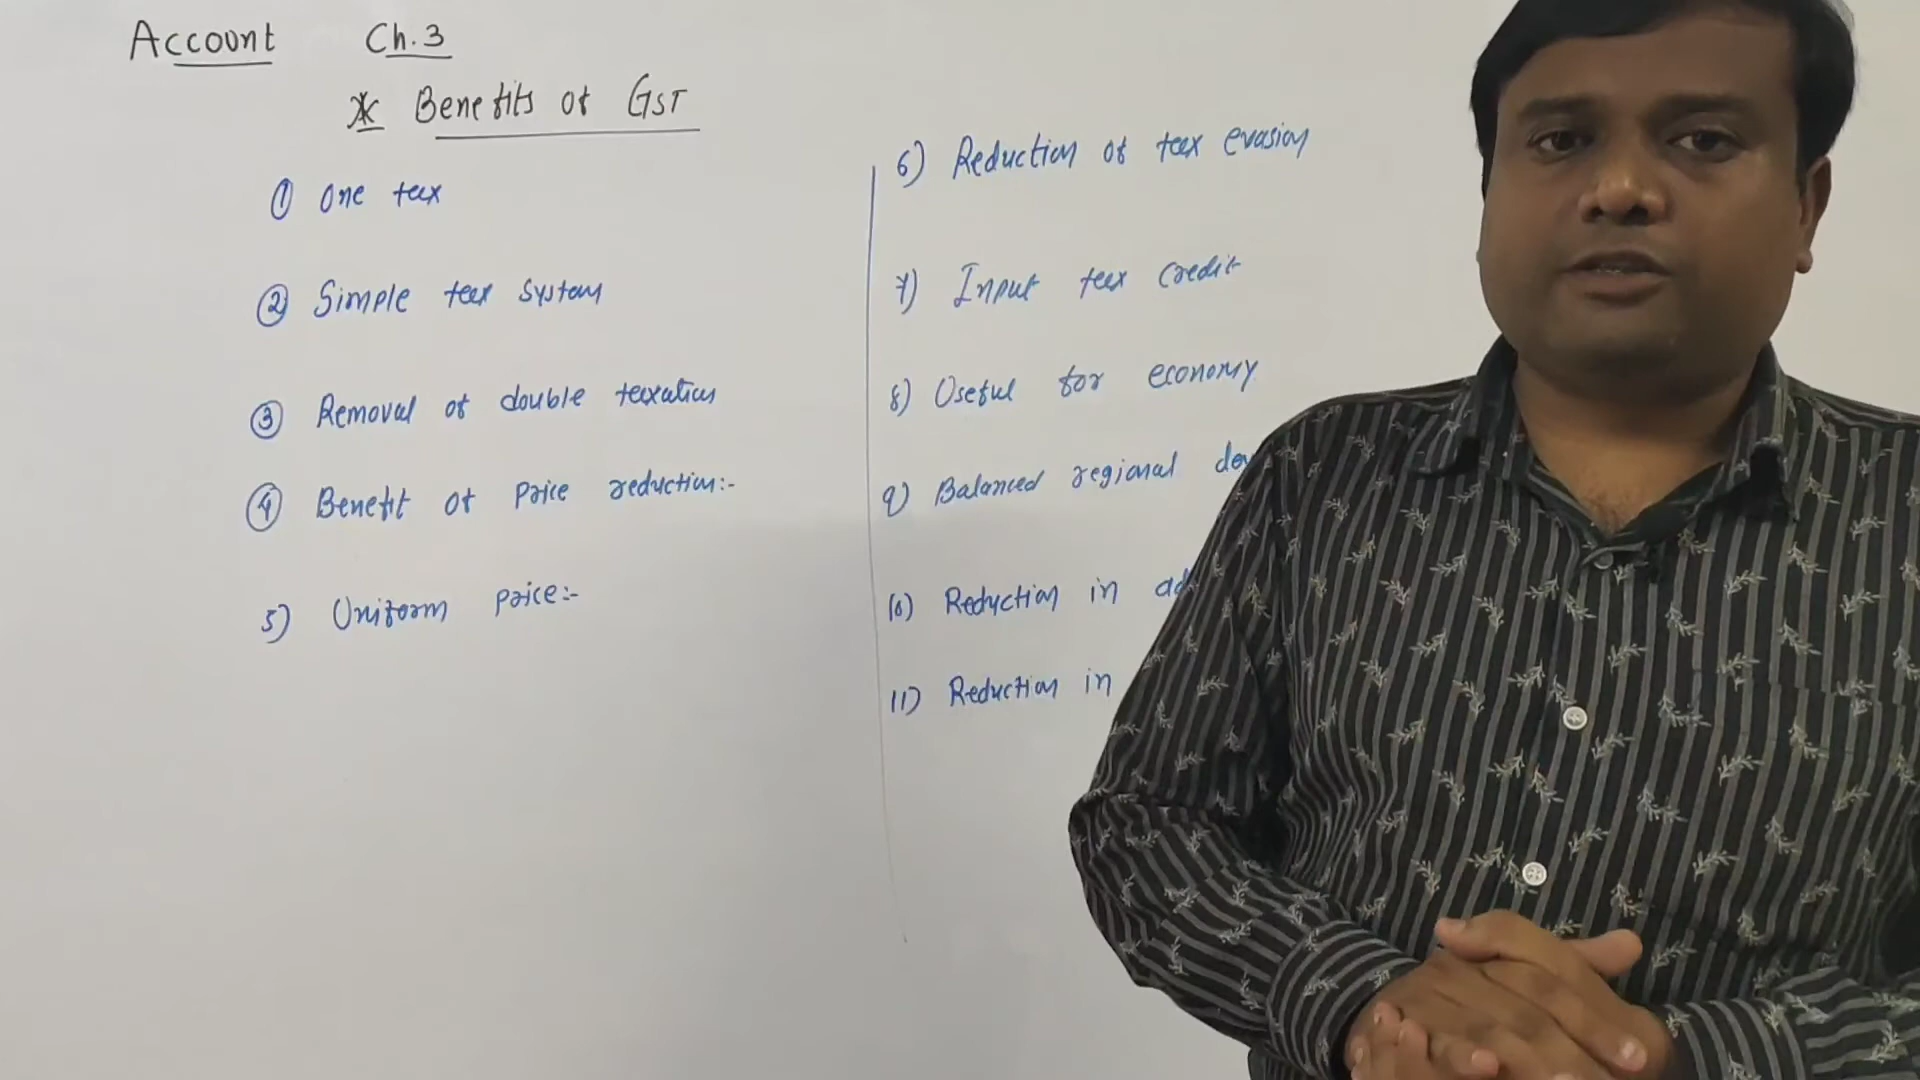 Account Ch.3
* Benefits of GST
① One tax
② Simple tax system
③ Removal of double taxation
④ Benefit of price reduction:-
5) Uniform price:-
6) Reduction of tax evasion
7) Input tax credit
8) Useful for economy
9) Balanced regional dev
10) Reduction in ad
11) Reduction in